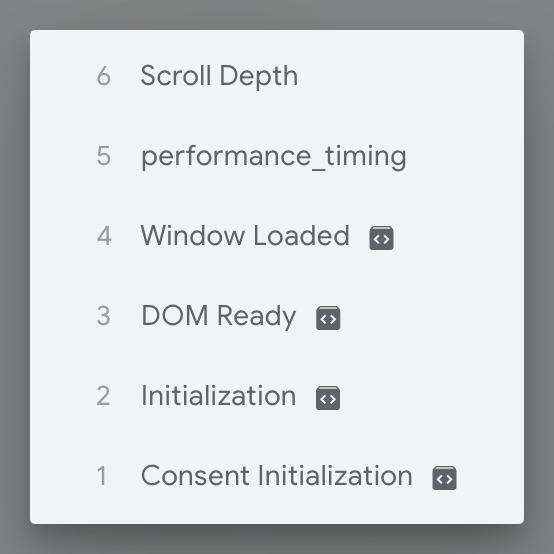 6 Scroll Depth
5 performance_timing
4 Window Loaded
3 DOM Ready
2 Initialization
1 Consent Initialization